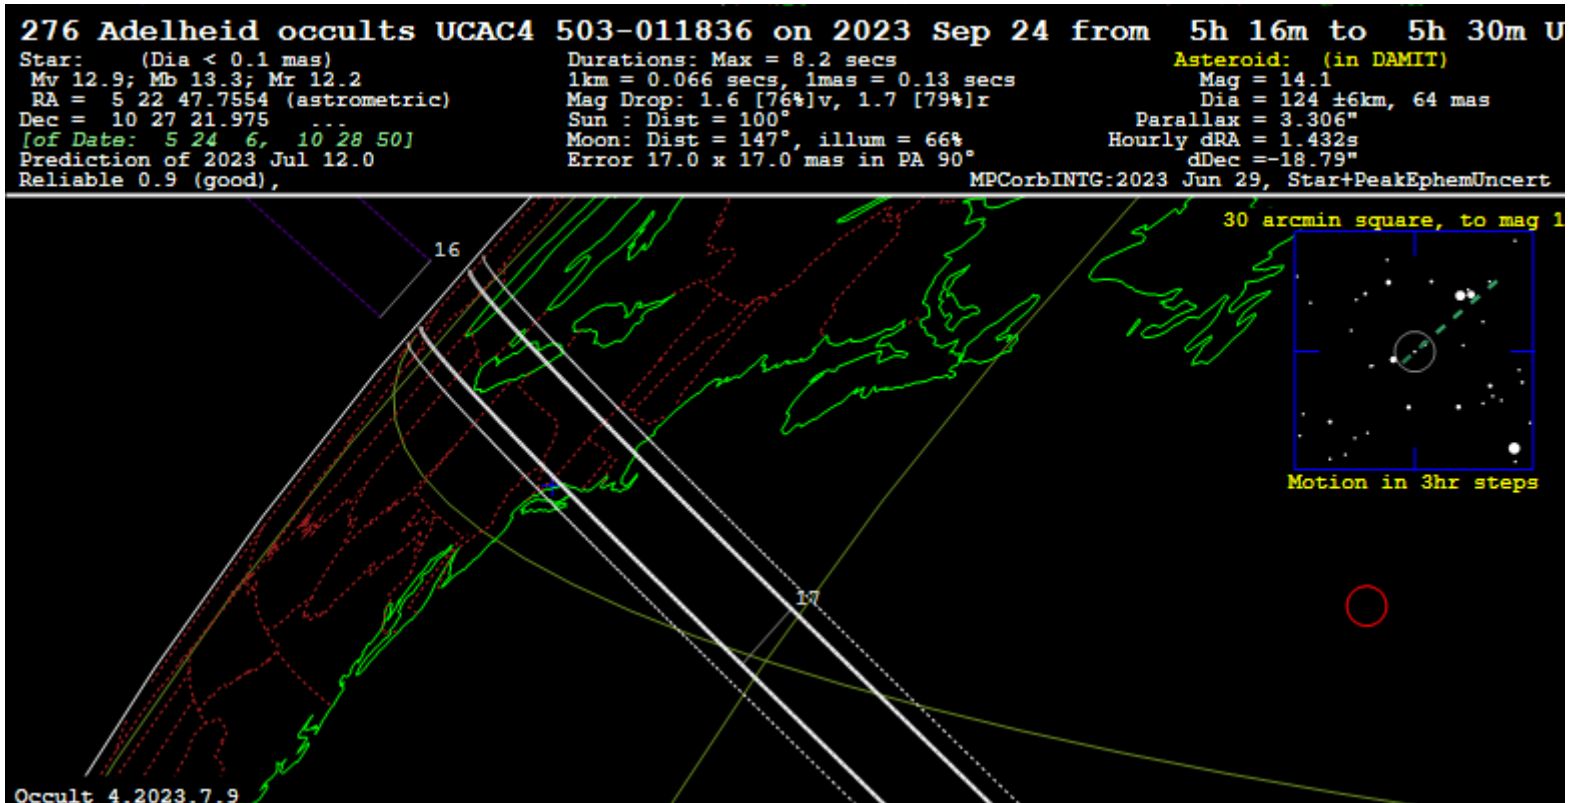 276 Adelheid occults UCAC4 503-011836 on 2023 Sep 24 from 5h 16m to 5h 30m U
Star: (Dia < 0.1 mas)
Mv 12.9; Mb 13.3; Mr 12.2
RA = 5 22 47.7554 (astrometric)
Dec = 10 27 21.975 ...
[of Date: 5 24 6, 10 28 50]
Prediction of 2023 Jul 12.0
Reliable 0.9 (good),
Durations: Max = 8.2 secs
1km = 0.066 secs, 1mas = 0.13 secs
Mag Drop: 1.6 [76%]v, 1.7 [79%]r
Sun : Dist = 100°
Moon: Dist = 147°, illum = 66%
Error 17.0 x 17.0 mas in PA 90°
Asteroid: (in DAMIT)
Mag = 14.1
Dia = 124 ±6km, 64 mas
Parallax = 3.306"
Hourly dRA = 1.432s
dDec =-18.79"
MPCorbINTG:2023 Jun 29, Star+PeakEphemUncert
30 arcmin square, to mag 1
16
Motion in 3hr steps
17
Occult 4.2023.7.9